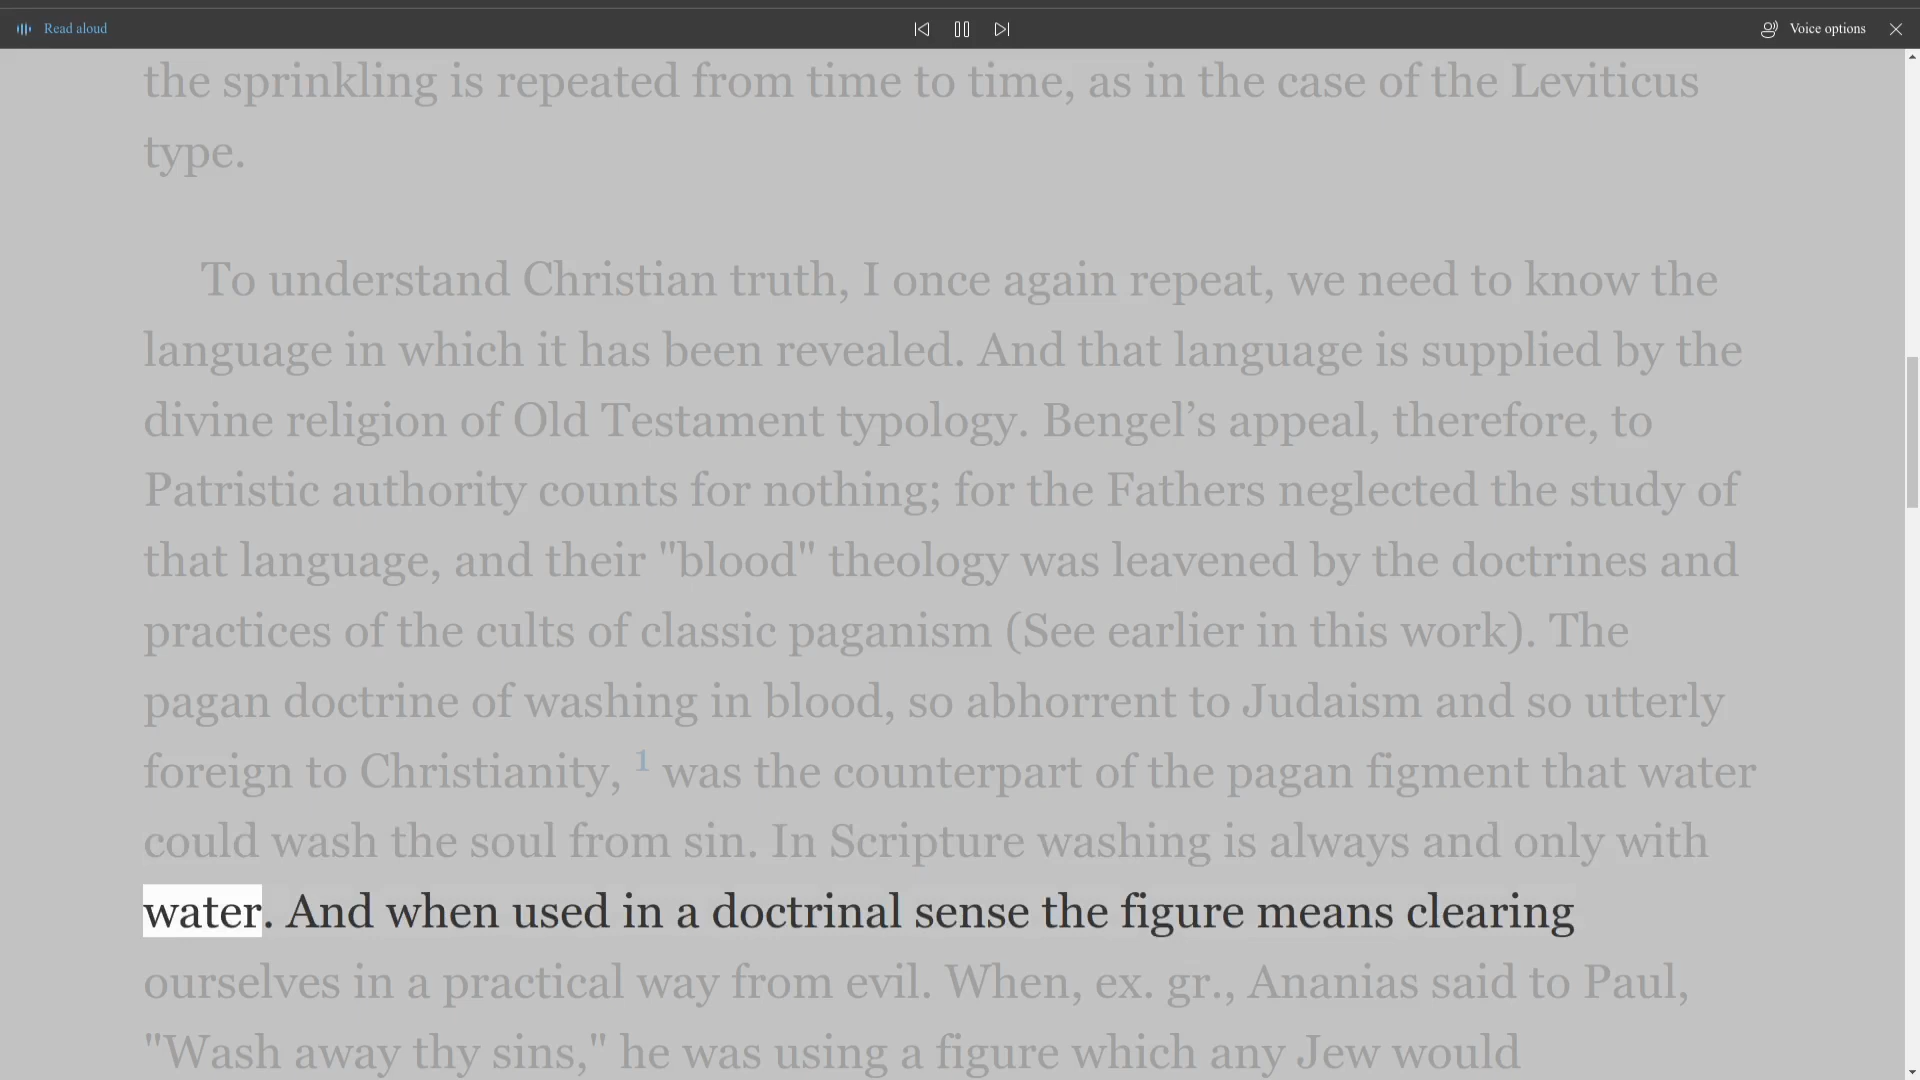 Read aloud
Voice options
the sprinkling is repeated from time to time, as in the case of the Leviticus
type.
To understand Christian truth, I once again repeat, we need to know the
language in which it has been revealed. And that language is supplied by the
divine religion of Old Testament typology. Bengel’s appeal, therefore, to
Patristic authority counts for nothing; for the Fathers neglected the study of
that language, and their "blood" theology was leavened by the doctrines and
practices of the cults of classic paganism (See earlier in this work). The
pagan doctrine of washing in blood, so abhorrent to Judaism and so utterly
foreign to Christianity, 1 was the counterpart of the pagan figment that water
could wash the soul from sin. In Scripture washing is always and only with
water. And when used in a doctrinal sense the figure means clearing
ourselves in a practical way from evil. When, ex. gr., Ananias said to Paul,
"Wash away thy sins," he was using a figure which any Jew would